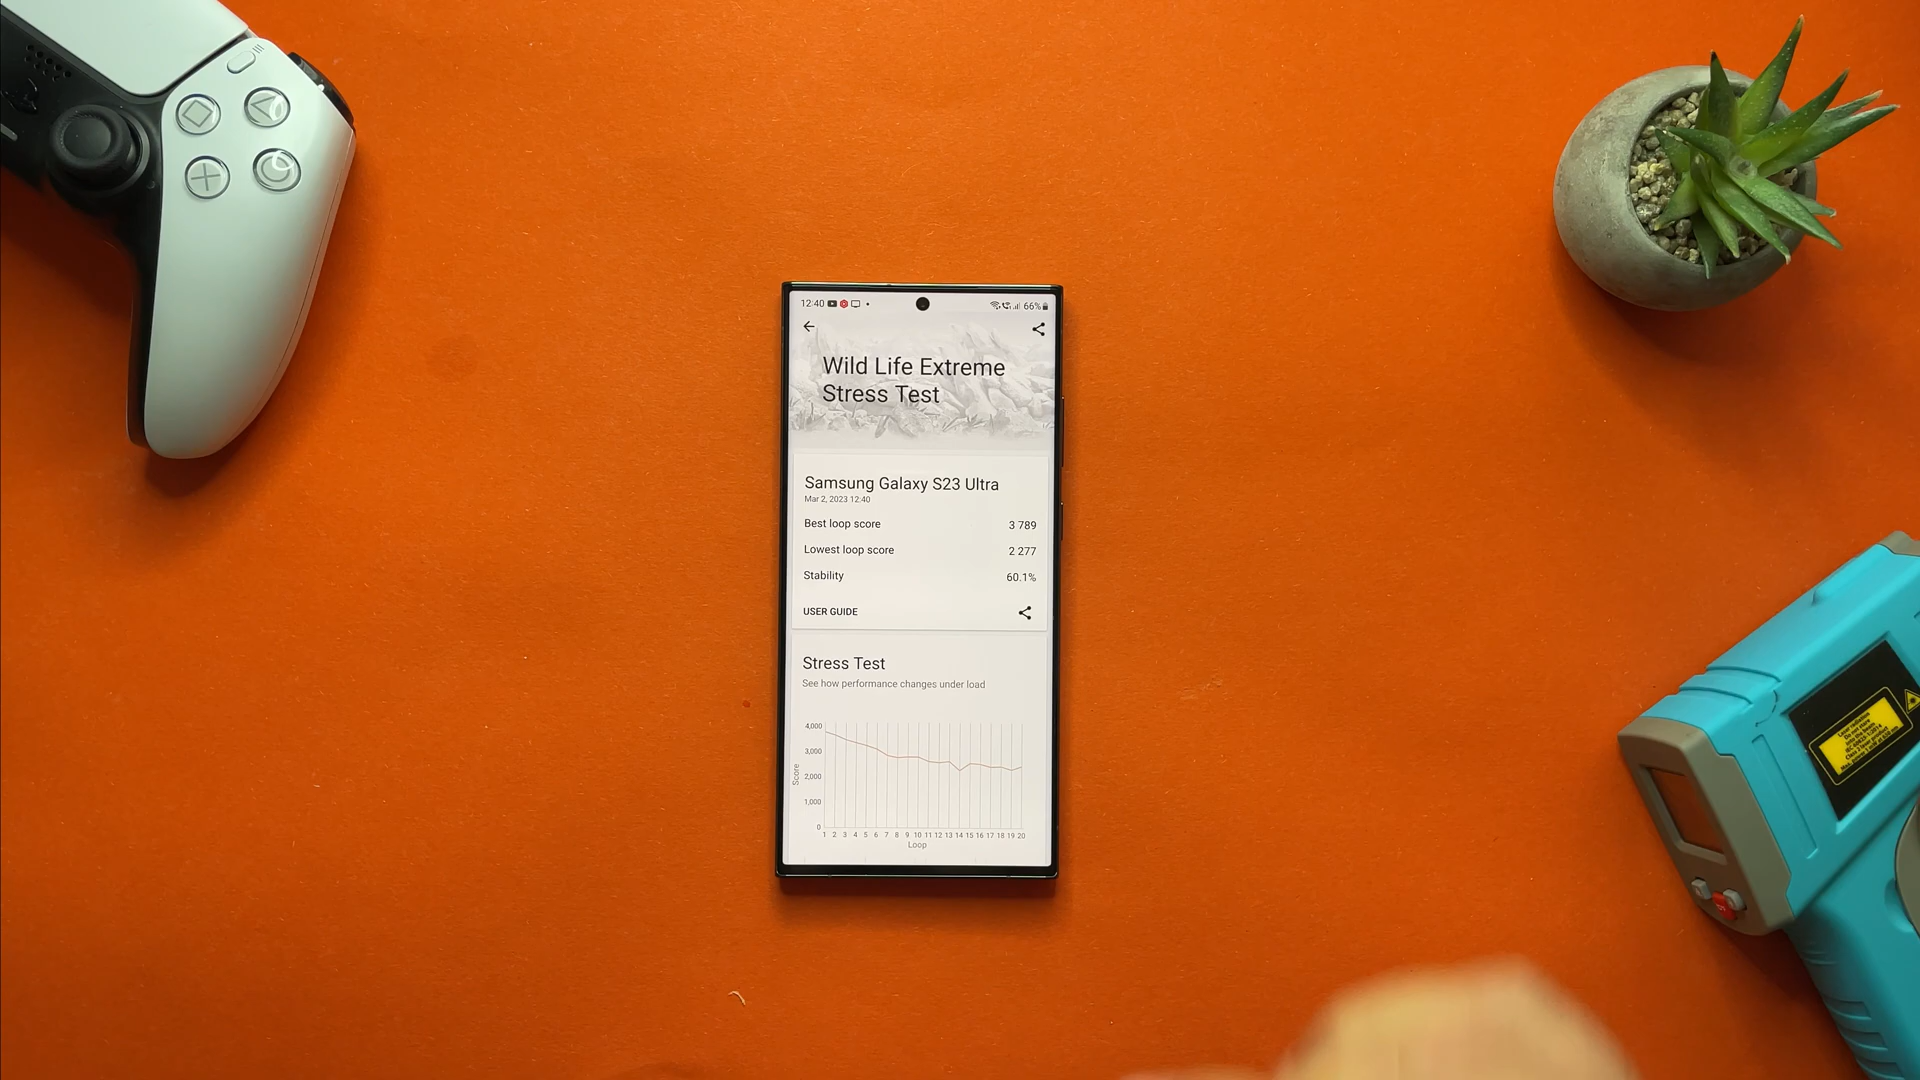 12:40
66%
Wild Life Extreme
Stress Test
Samsung Galaxy S23 Ultra
Mar 2, 2023 12:40
Best loop score
3 789
Lowest loop score
2 277
Stability
60.1%
USER GUIDE
Stress Test
See how performance changes under load
4,000
3,000
2,000
1,000
0
Score
1 2 3 4 5 6 7 8 9 10 11 12 13 14 15 16 17 18 19 20
Loop